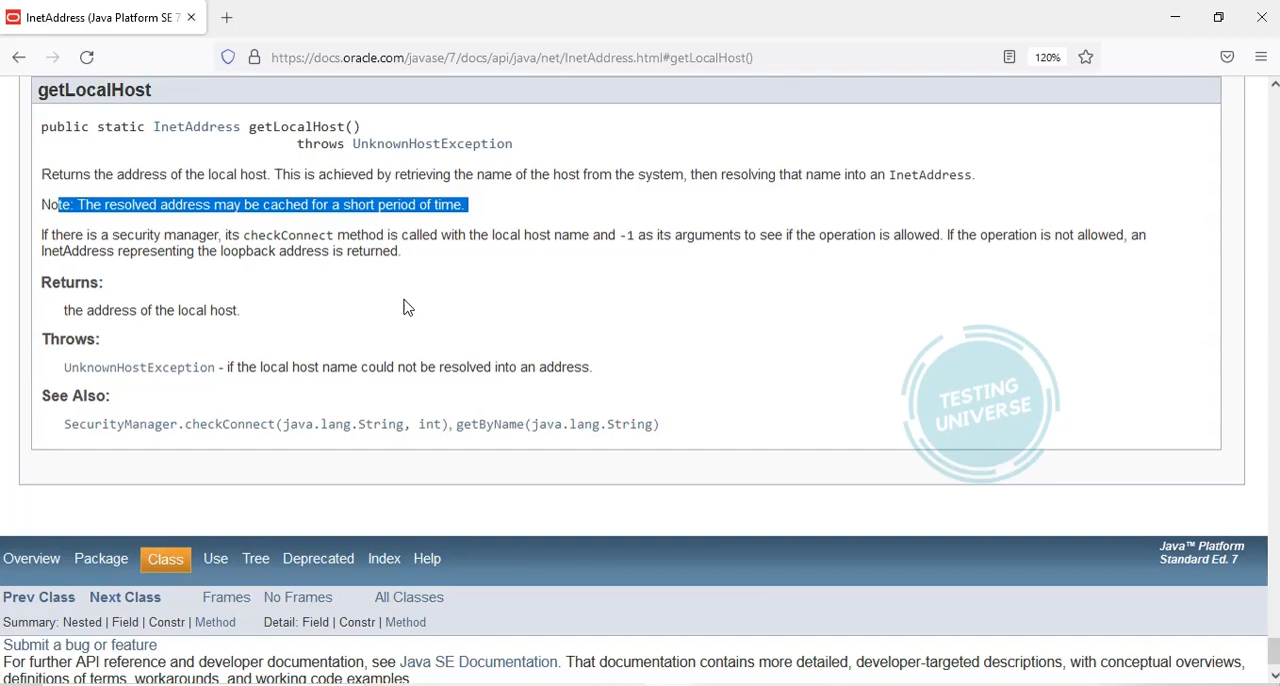 InetAddress (Java Platform SE 7
https://docs.oracle.com/javase/7/docs/api/java/net/InetAddress.html#getLocalHost()
120%
getLocalHost
public static InetAddress getLocalHost()
throws UnknownHostException
Returns the address of the local host. This is achieved by retrieving the name of the host from the system, then resolving that name into an InetAddress.
Note: The resolved address may be cached for a short period of time.
If there is a security manager, its checkConnect method is called with the local host name and -1 as its arguments to see if the operation is allowed. If the operation is not allowed, an
InetAddress representing the loopback address is returned.
Returns:
the address of the local host.
Throws:
UnknownHostException - if the local host name could not be resolved into an address.
See Also:
SecurityManager.checkConnect(java.lang.String, int), getByName(java.lang.String)
TESTING
UNIVERSE
Overview Package Class Use Tree Deprecated Index Help
Java™ Platform
Standard Ed. 7
Prev Class Next Class Frames No Frames All Classes
Summary: Nested | Field | Constr | Method Detail: Field | Constr | Method
Submit a bug or feature
For further API reference and developer documentation, see Java SE Documentation. That documentation contains more detailed, developer-targeted descriptions, with conceptual overviews,
definitions of terms, workarounds, and working code examples